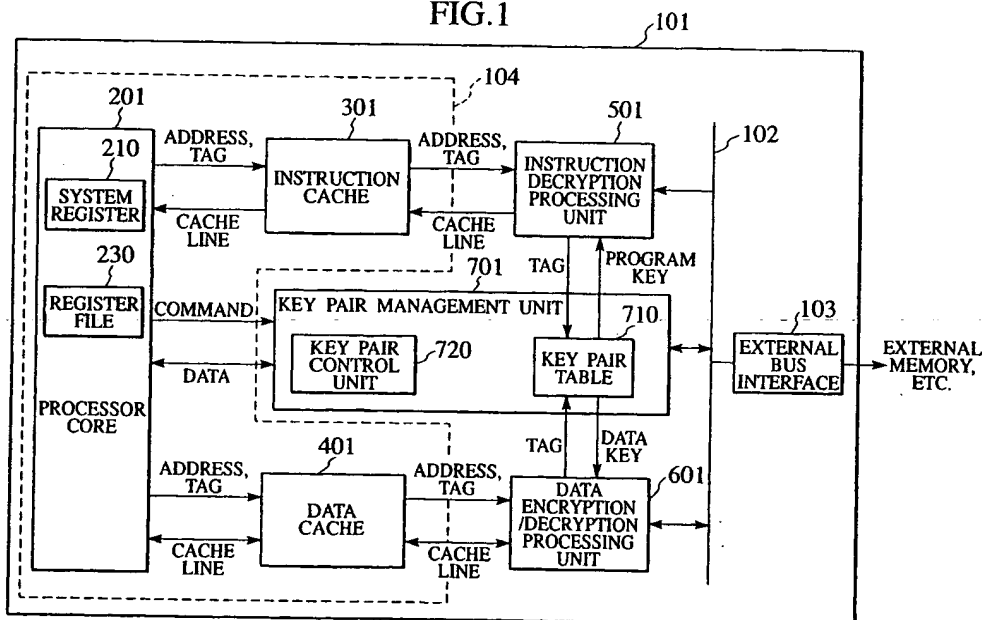 FIG.1
101
104
201
301
501
102
210
ADDRESS,
TAG
ADDRESS,
TAG
SYSTEM
REGISTER
INSTRUCTION
CACHE
INSTRUCTION
DECRYPTION
PROCESSING
UNIT
CACHE
LINE
CACHE
LINE
230
TAG
PROGRAM
KEY
701
REGISTER
FILE
COMMAND
KEY PAIR MANAGEMENT UNIT
710
103
KEY PAIR
CONTROL
UNIT
720
KEY PAIR
TABLE
EXTERNAL
BUS
INTERFACE
EXTERNAL
MEMORY,
ETC.
DATA
PROCESSOR
CORE
TAG
DATA
KEY
401
601
ADDRESS,
TAG
ADDRESS,
TAG
DATA
CACHE
DATA
ENCRYPTION
/DECRYPTION
PROCESSING
UNIT
CACHE
LINE
CACHE
LINE